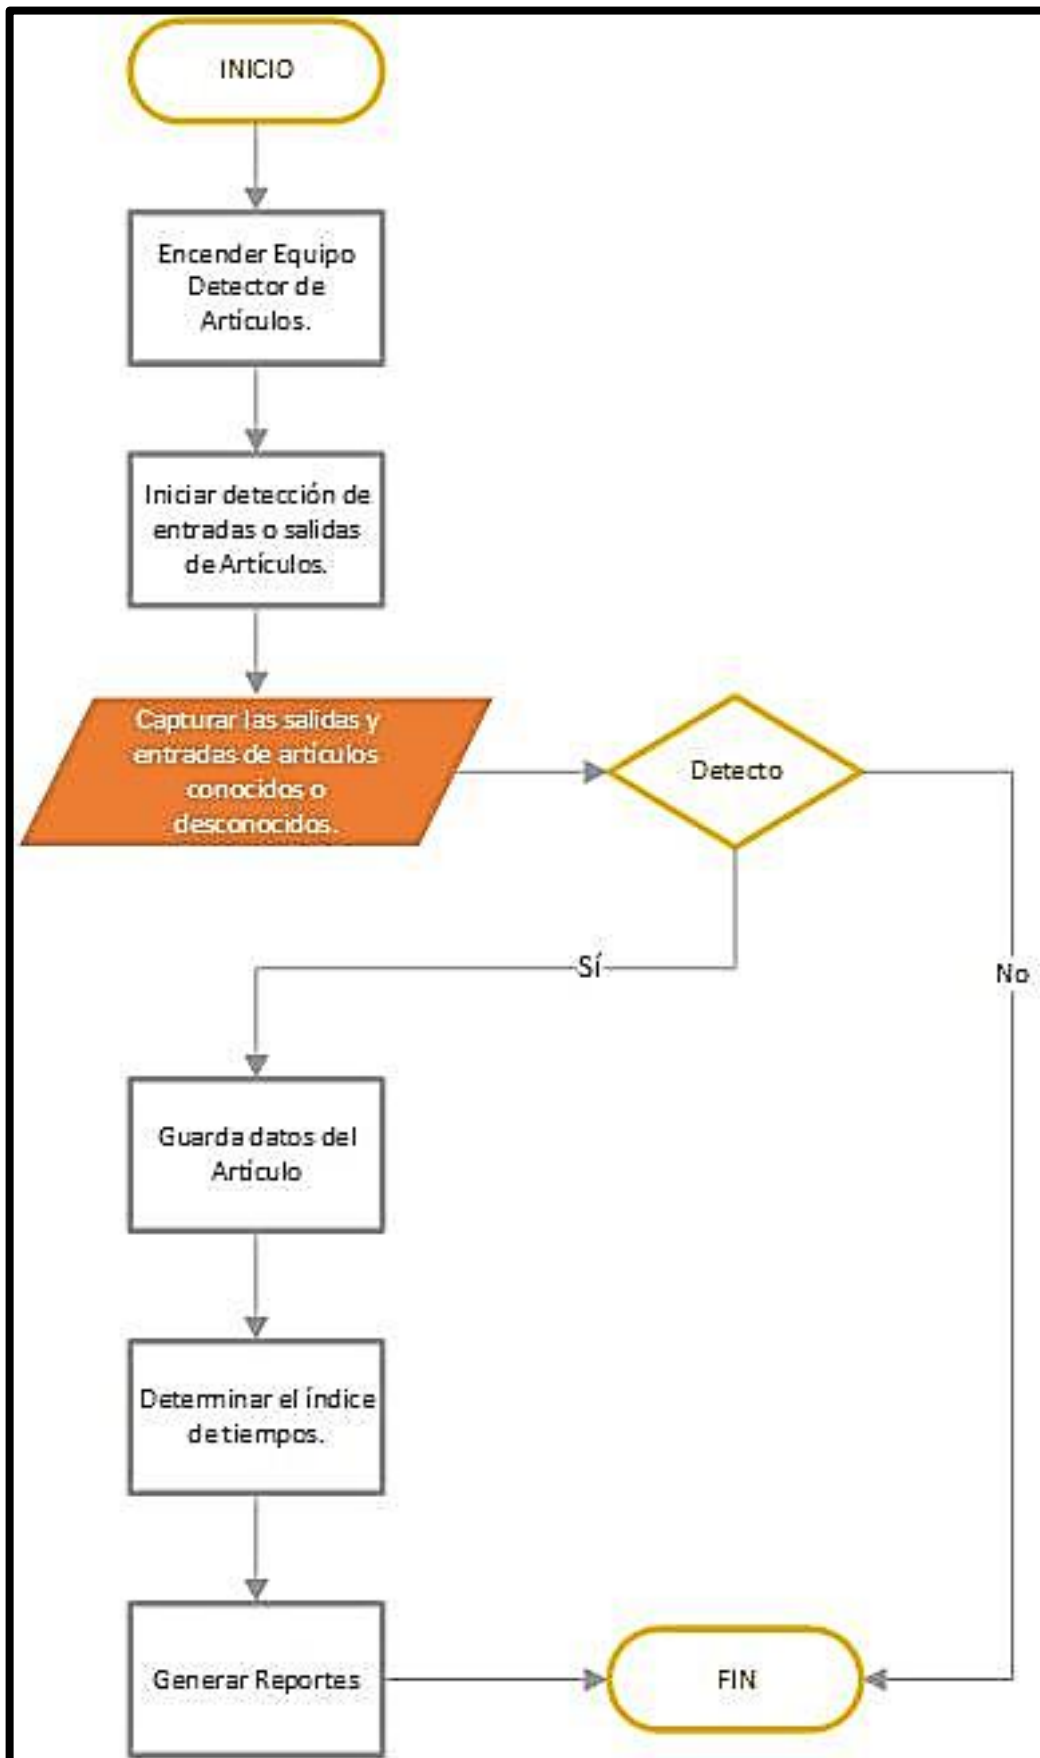 INICIO
Encender Equipo
Detector de
Artículos.
Iniciar detección de
entradas o salidas
de Artículos.
Capturar las salidas y
entradas de artículos
conocidos o
desconocidos.
Detecto
Sí
No
Guarda datos del
Artículo
Determinar el índice
de tiempos.
Generar Reportes
FIN